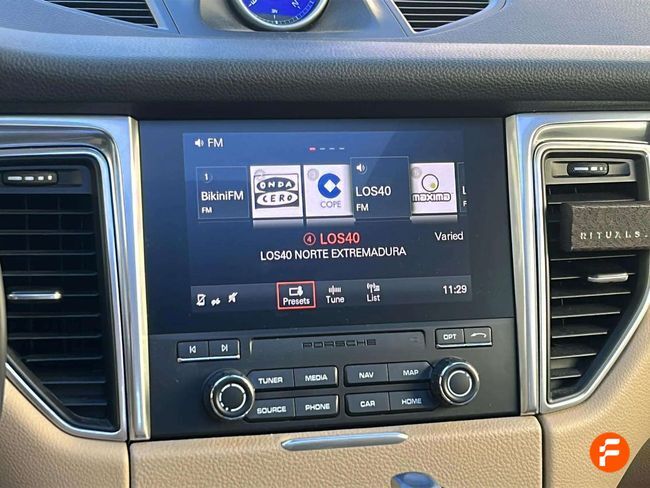 FM
1
BikiniFM
FM
ONDA
CERO
COPE
LOS40
FM
maxima
L
4 LOS40
Varied
LOS40 NORTE EXTREMADURA
Presets
Tune
List
11:29
RITUALS
PORSCHE
OPT
TUNER
MEDIA
NAV
MAP
SOURCE
PHONE
CAR
HOME